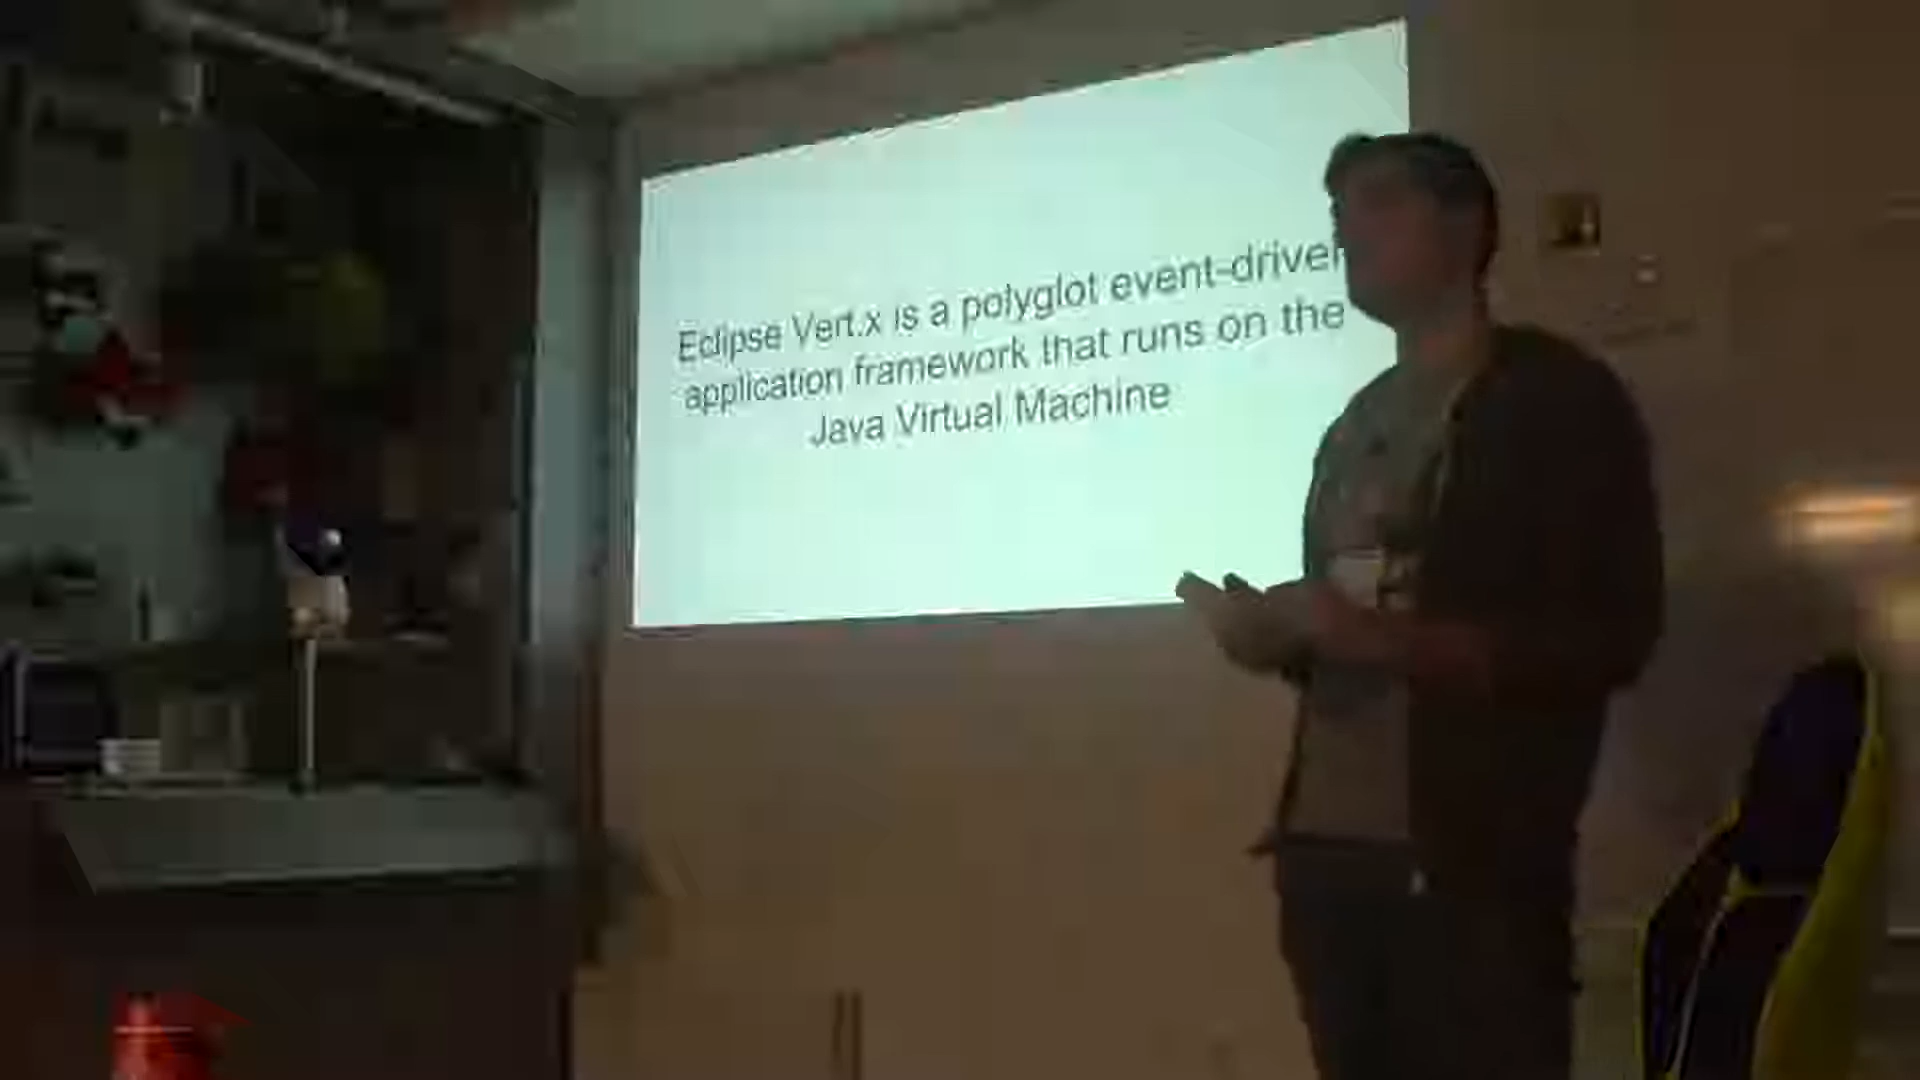 Eclipse Vert.x is a polyglot event-driven
application framework that runs on the
Java Virtual Machine